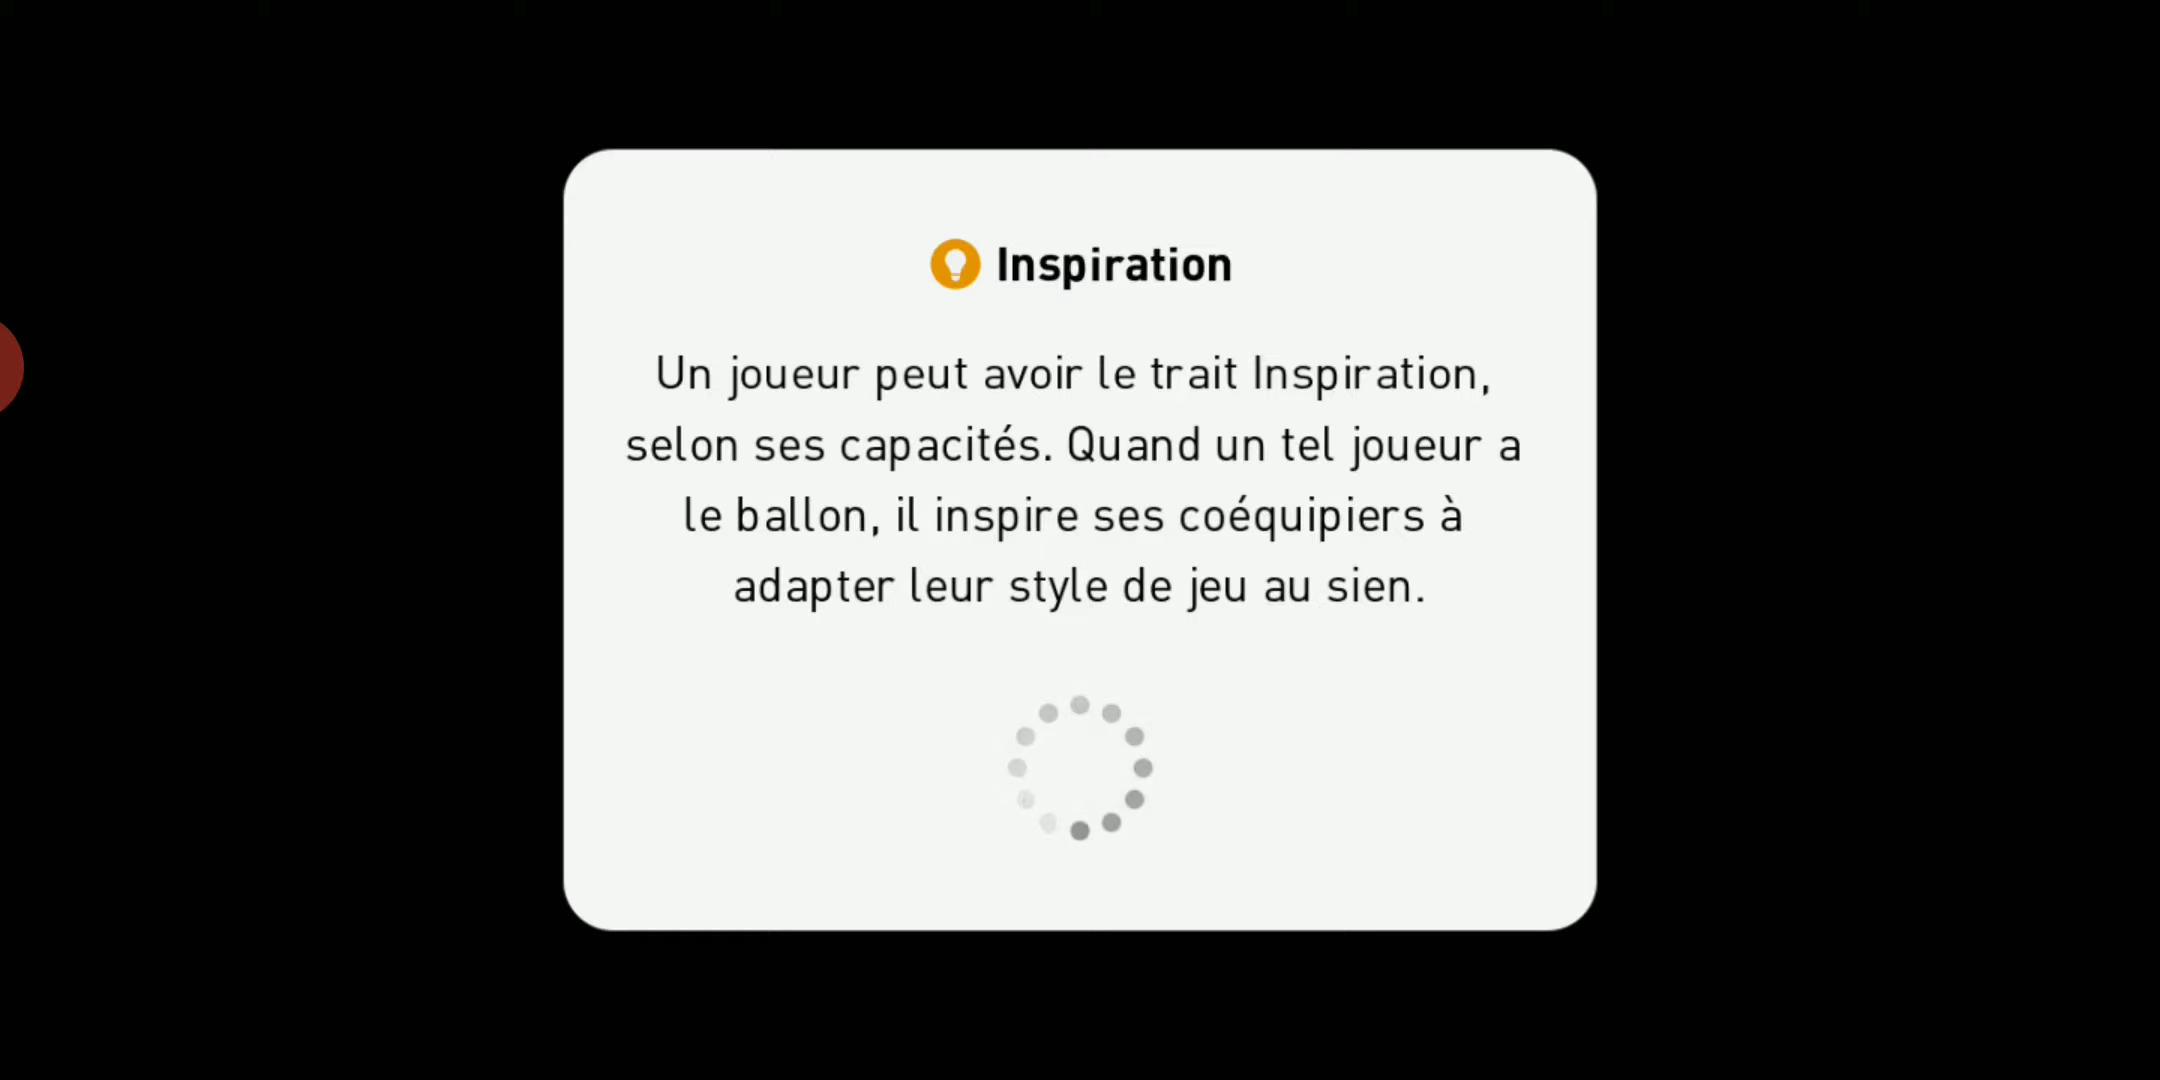 Inspiration
Un joueur peut avoir le trait Inspiration,
selon ses capacités. Quand un tel joueur a
le ballon, il inspire ses coéquipiers à
adapter leur style de jeu au sien.